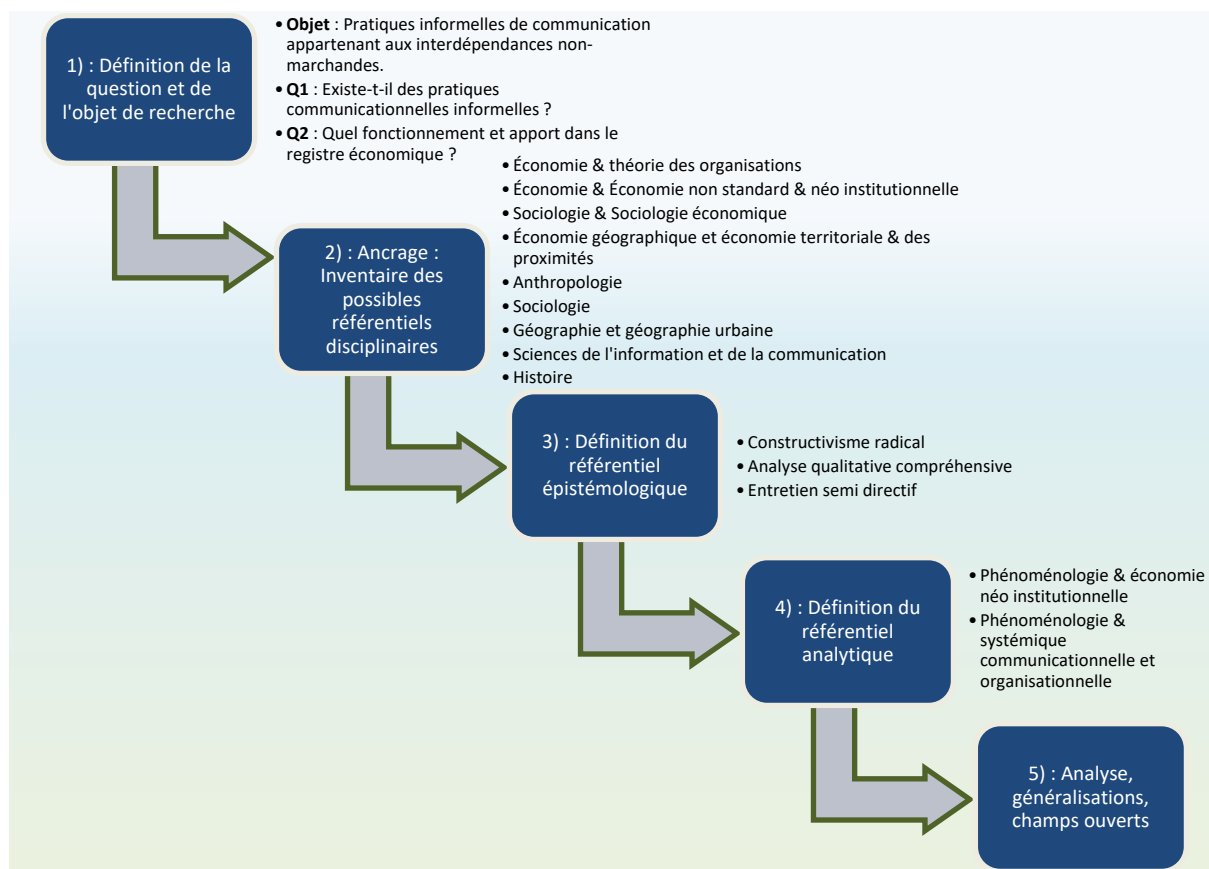 1) : Définition de la
question et de
l'objet de recherche
• Objet : Pratiques informelles de communication
appartenant aux interdépendances non-
marchandes.
• Q1 : Existe-t-il des pratiques
communicationnelles informelles ?
• Q2 : Quel fonctionnement et apport dans le
registre économique ?
2) : Ancrage :
Inventaire des
possibles
référentiels
disciplinaires
• Économie & théorie des organisations
• Économie & Économie non standard & néo institutionnelle
• Sociologie & Sociologie économique
• Économie géographique et économie territoriale & des
proximités
• Anthropologie
• Sociologie
• Géographie et géographie urbaine
• Sciences de l'information et de la communication
• Histoire
3) : Définition du
référentiel
épistémologique
• Constructivisme radical
• Analyse qualitative compréhensive
• Entretien semi directif
4) : Définition du
référentiel
analytique
• Phénoménologie & économie
néo institutionnelle
• Phénoménologie &
systémique
communicationnelle et
organisationnelle
5) : Analyse,
généralisations,
champs ouverts